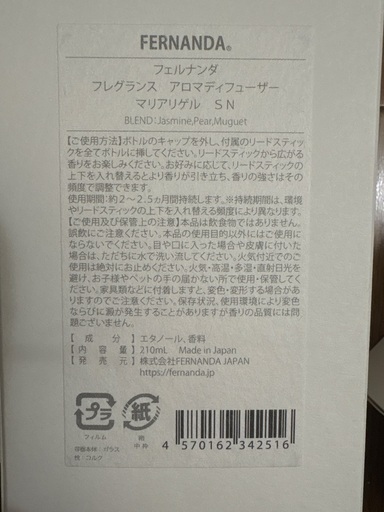 FERNANDA®
フェルナンダ
フレグランス アロマディフューザー
マリアリゲル SN
BLEND:Jasmine,Pear,Muguet
【ご使用方法】ボトルのキャップを外し、付属のリードスティッ
クを全てボトルに挿してください。リードスティックから広がる
香りをお楽しみください。お好みに応じて、リードスティックの
上下を入れ替えるとより香りが引き立ち、香りの強さはその
頻度で調整できます。
使用期間:約2〜2.5ヵ月間持続します。※持続期間は、環境
やリードスティックの上下を入れ替える頻度により異なります。
【ご使用及び保管上の注意】本品は飲食物ではありません。
誤飲にご注意ください。本品の使用目的以外にはご使用に
ならないでください。目や口に入った場合や皮膚に付いた
場合は、ただちに水で洗い流してください。火気付近でのご
使用は絶対にお止めください。火気・高温・多湿・直射日光を
避け、お子様やペットの手の届かない所で使用・保管してく
ださい。家具類などに付着しますと、変色・変形する場合があ
りますのでご注意ください。保存状況、使用環境により変色
ならびに澱が発生することがありますが香りの品質には問
題ございません。
【成分】 エタノール、香料
【内容量】 210mL Made in Japan
【発売元】 株式会社FERNANDA JAPAN
https://fernanda.jp
プラ
紙
フィルム
箱
中枠
容器本体:ガラス
栓:コルク
4 570162 342516